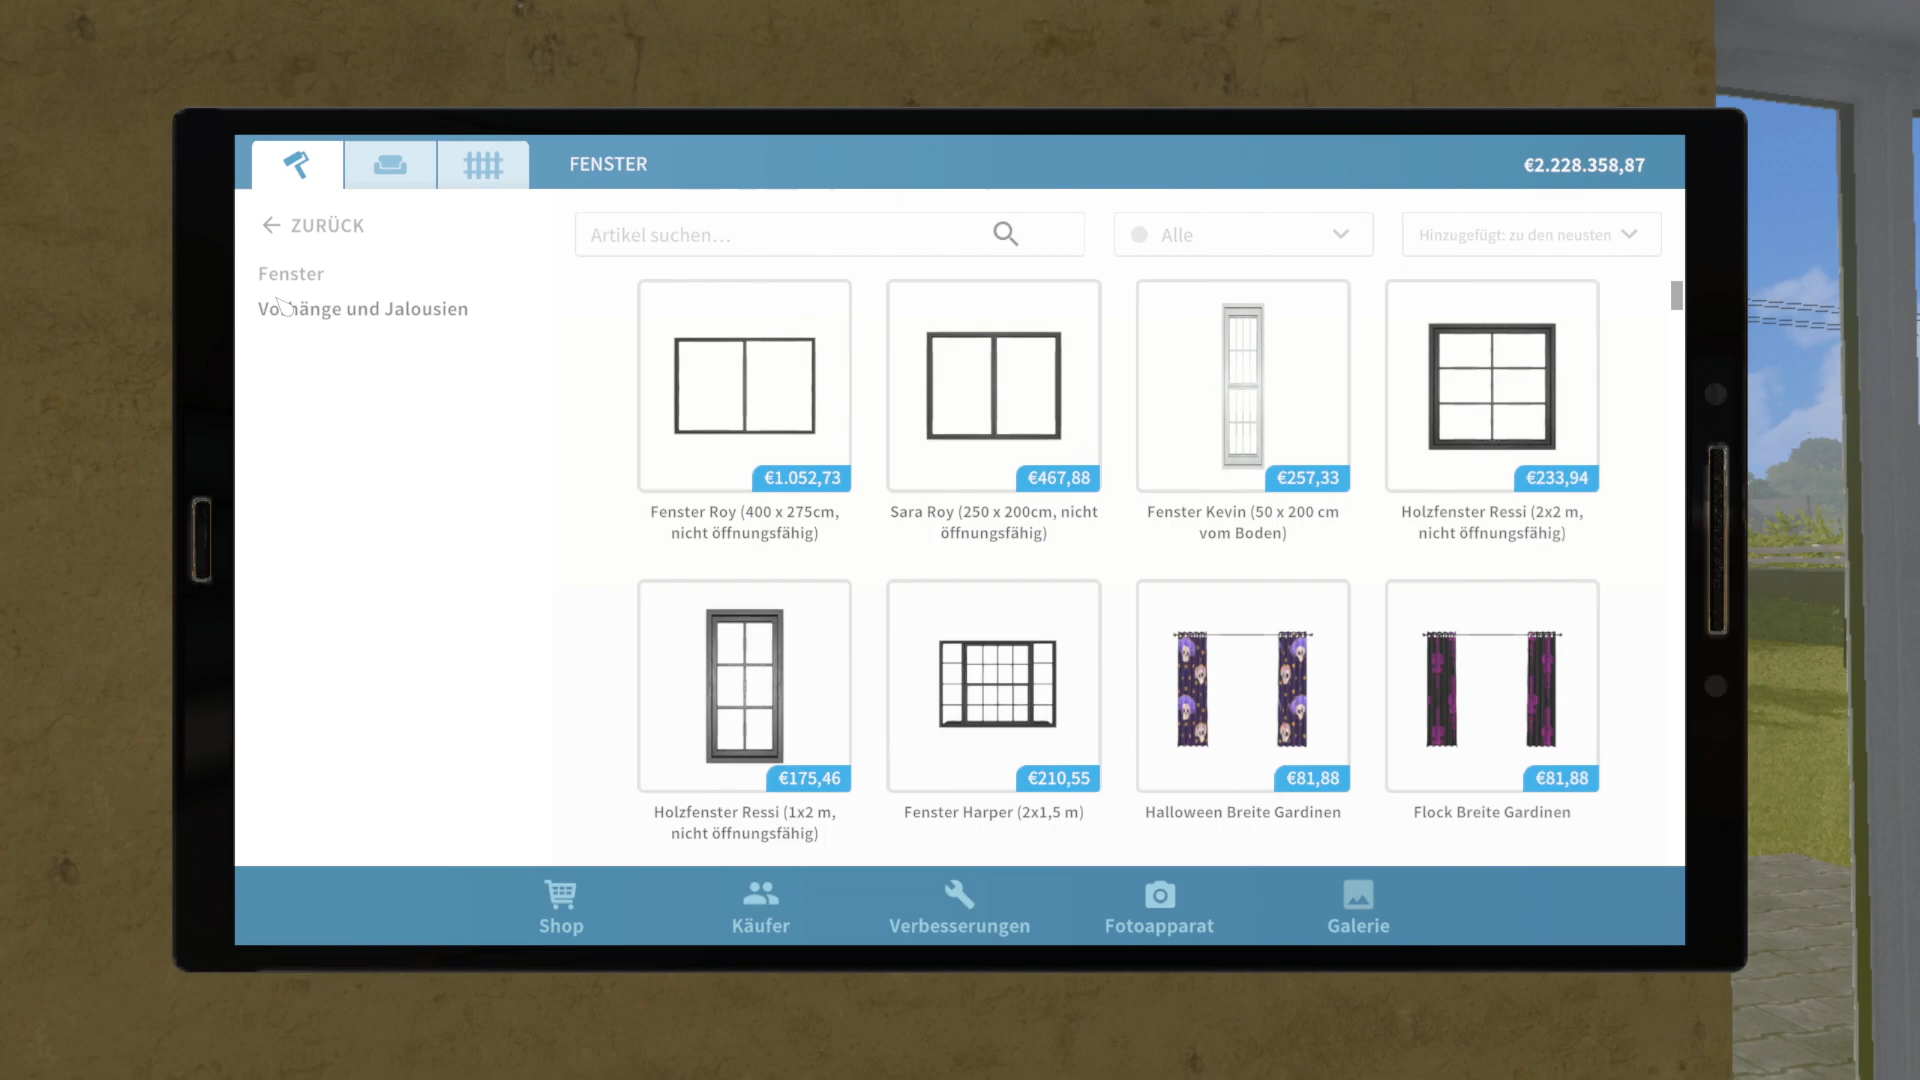 FENSTER
€2.228.358,87
ZURÜCK
Fenster
Vorhänge und Jalousien
Artikel suchen...
Alle
Hinzugefügt: zu den neusten
€1.052,73
€467,88
€257,33
€233,94
Fenster Roy (400 x 275cm,
nicht öffnungsfähig)
Sara Roy (250 x 200cm, nicht
öffnungsfähig)
Fenster Kevin (50 x 200 cm
vom Boden)
Holzfenster Ressi (2x2 m,
nicht öffnungsfähig)
€175,46
€210,55
€81,88
€81,88
Holzfenster Ressi (1x2 m,
nicht öffnungsfähig)
Fenster Harper (2x1,5 m)
Halloween Breite Gardinen
Flock Breite Gardinen
Shop
Käufer
Verbesserungen
Fotoapparat
Galerie